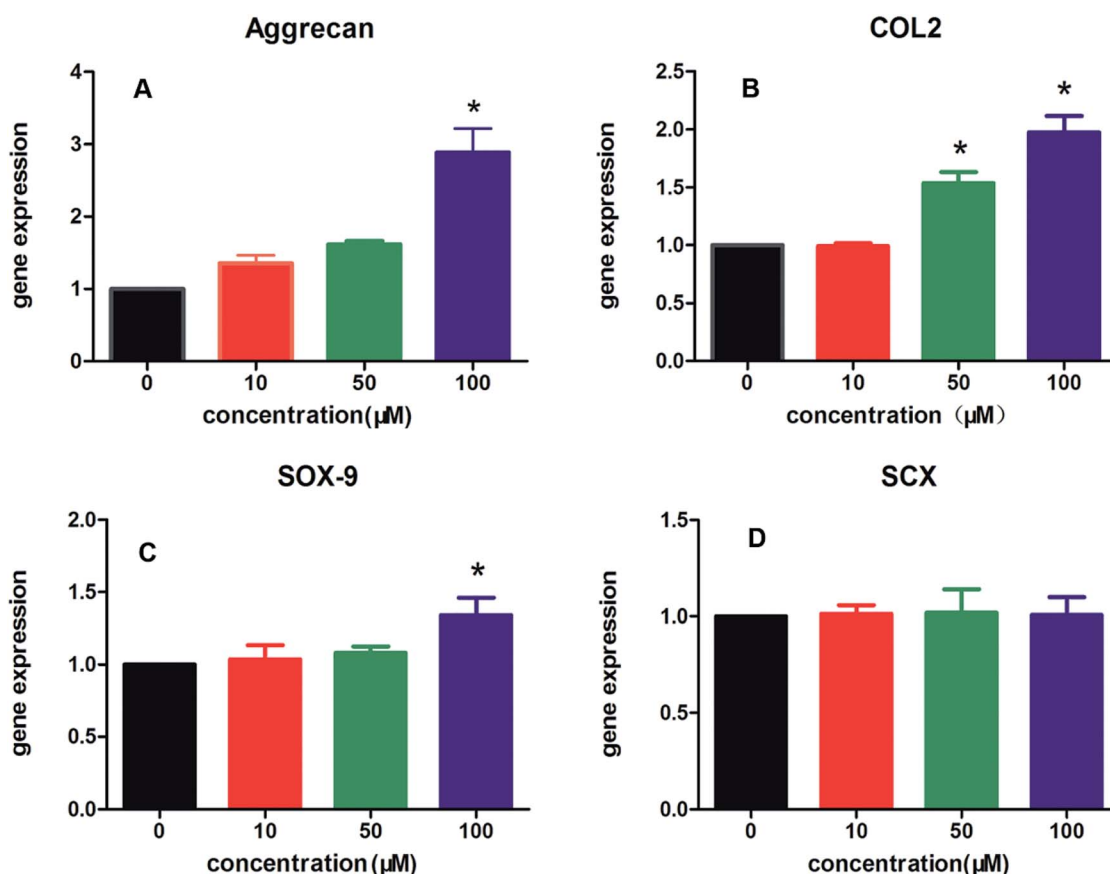 Aggrecan
A
*
gene expression
4
3
2
1
0
0 10 50 100
concentration(µM)
COL2
B
*
*
gene expression
2.5
2.0
1.5
1.0
0.5
0.0
0 10 50 100
concentration（µM）
SOX-9
C
*
gene expression
2.0
1.5
1.0
0.5
0.0
0 10 50 100
concentration(µM)
SCX
D
gene expression
1.5
1.0
0.5
0.0
0 10 50 100
concentration(µM)